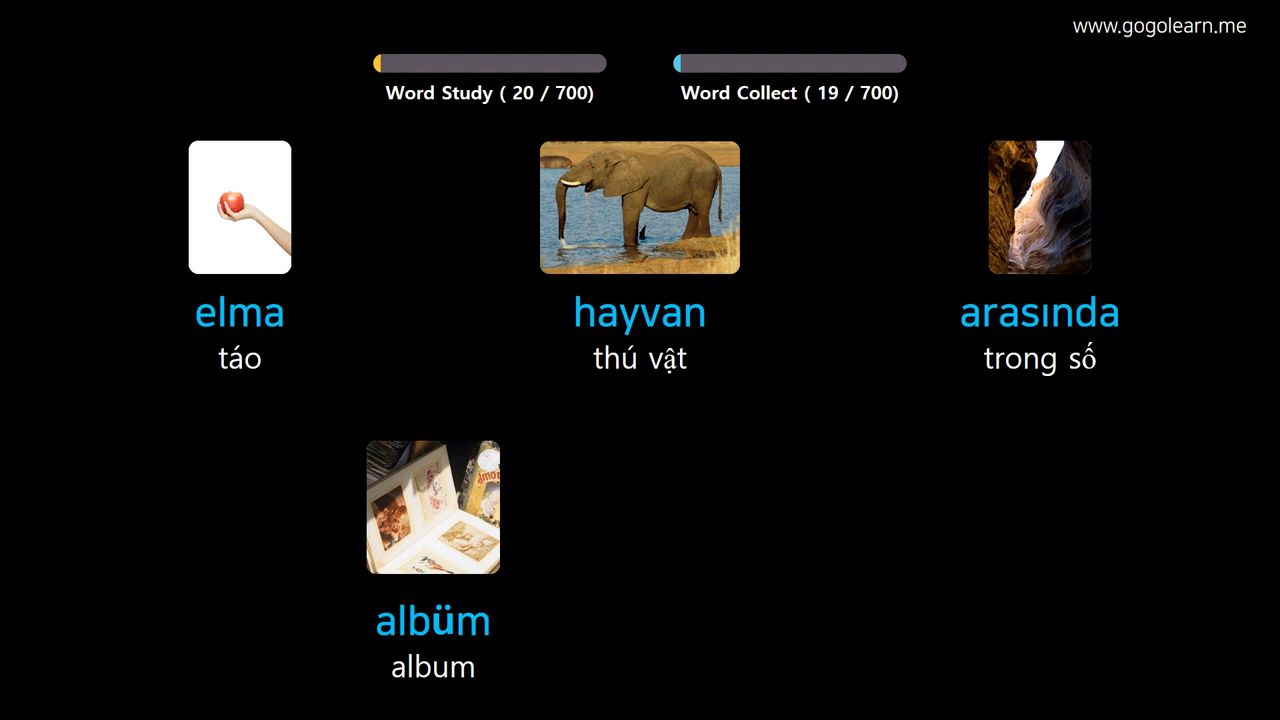 www.gogolearn.me
Word Study ( 20 / 700)
Word Collect ( 19 / 700)
elma
táo
hayvan
thú vật
arasında
trong số
albüm
album